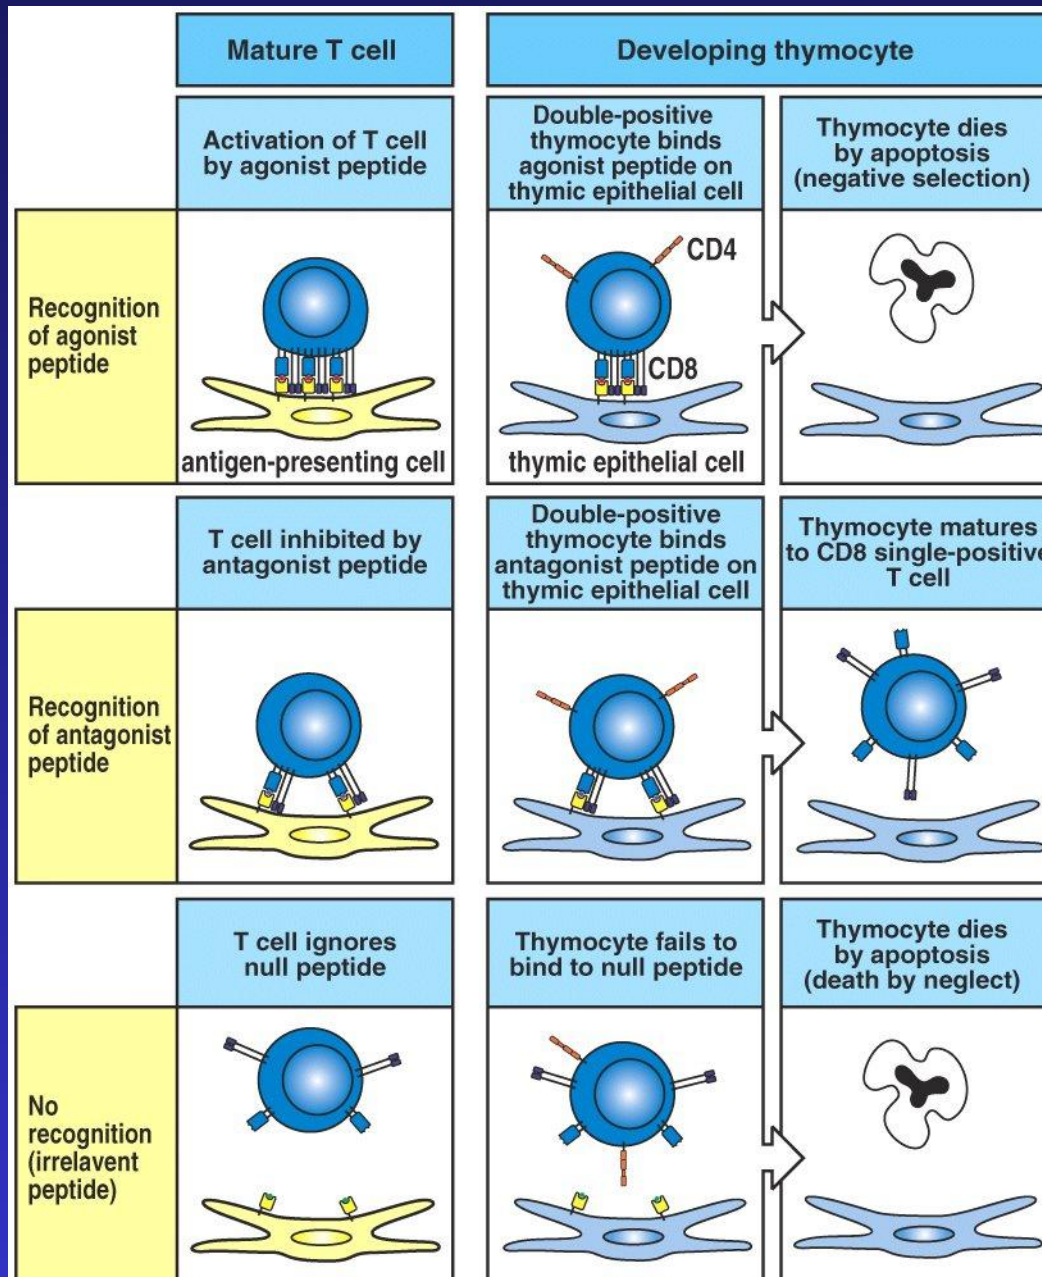 Mature T cell
Developing thymocyte
Activation of T cell
by agonist peptide
Double-positive
thymocyte binds
agonist peptide on
thymic epithelial cell
Thymocyte dies
by apoptosis
(negative selection)
Recognition
of agonist
peptide
CD4
CD8
antigen-presenting cell
thymic epithelial cell
T cell inhibited by
antagonist peptide
Double-positive
thymocyte binds
antagonist peptide on
thymic epithelial cell
Thymocyte matures
to CD8 single-positive
T cell
Recognition
of antagonist
peptide
T cell ignores
null peptide
Thymocyte fails to
bind to null peptide
Thymocyte dies
by apoptosis
(death by neglect)
No
recognition
(irrelavent
peptide)